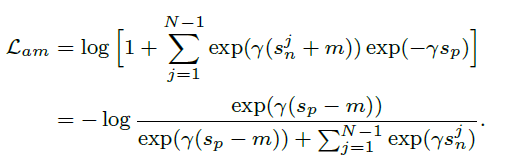 \mathcal{L}_{am} = \log \left[ 1 + \sum_{j=1}^{N-1} \exp(\gamma(s_n^j + m)) \exp(-\gamma s_p) \right]
= - \log \frac{\exp(\gamma(s_p - m))}{\exp(\gamma(s_p - m)) + \sum_{j=1}^{N-1} \exp(\gamma s_n^j)}.